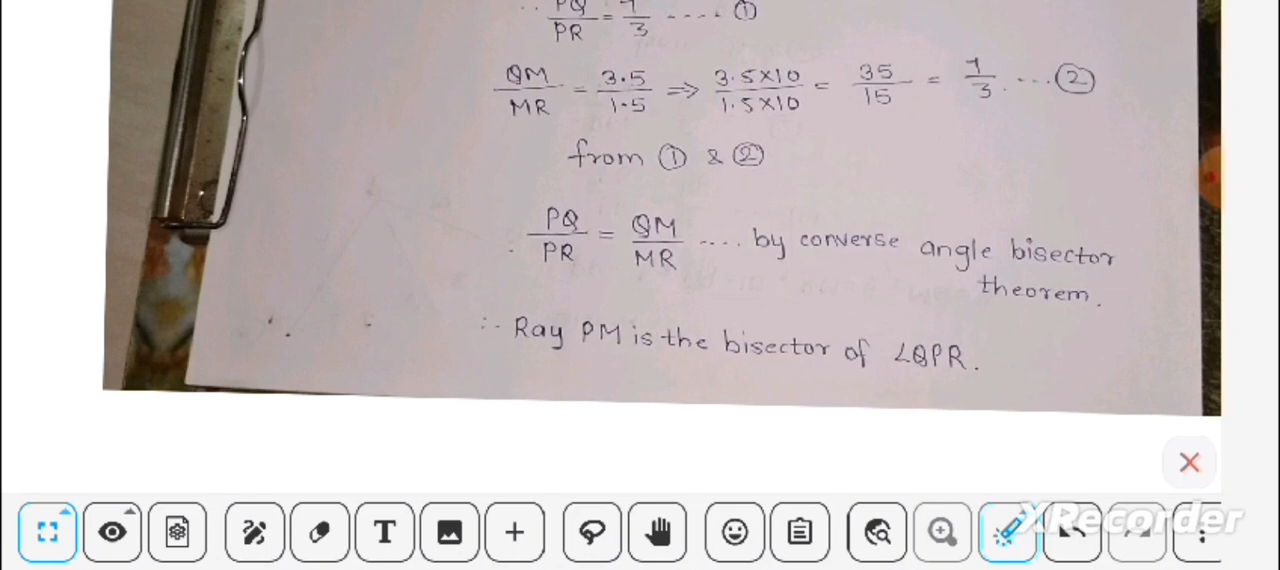 ∴ PQ/PR = 7/3 ---- ①
QM/MR = 3.5/1.5 ⇒ 3.5×10/1.5×10 = 35/15 = 7/3 ... ②
from ① & ②
∴ PQ/PR = QM/MR .... by converse angle bisector
theorem.
∴ Ray PM is the bisector of ∠QPR.
T
XRecorder